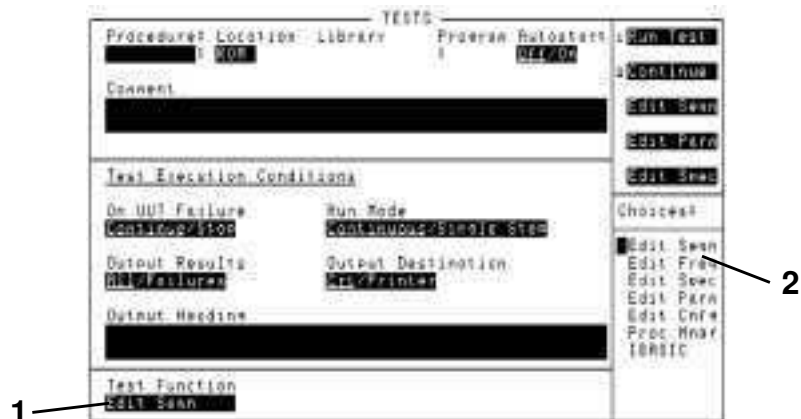 TESTS
Procedure: Location Library Program Autostart
ROM Off/On
Comment
Test Execution Conditions
On UUT Failure Run Mode
Continue/Stop Continuous/Single Step
Output Results Output Destination
All/Failures Crt/Printer
Output Heading
Test Function
Edit Seqn
Run Test
Continue
Edit Seqn
Edit Parm
Edit Spec
Choices:
Edit Seqn
Edit Freq
Edit Spec
Edit Parm
Edit Cnfg
Proc Mngr
IBASIC
1
2